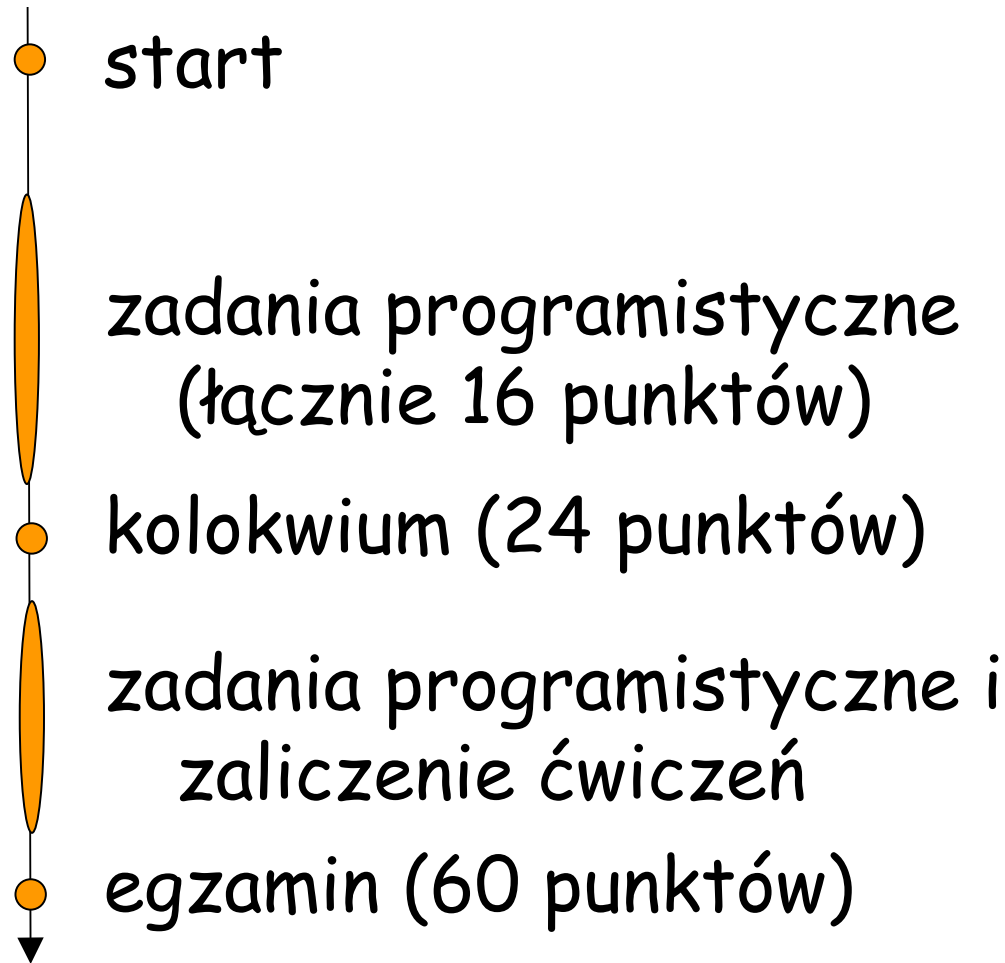 start
zadania programistyczne
(łącznie 16 punktów)
kolokwium (24 punktów)
zadania programistyczne i
zaliczenie ćwiczeń
egzamin (60 punktów)